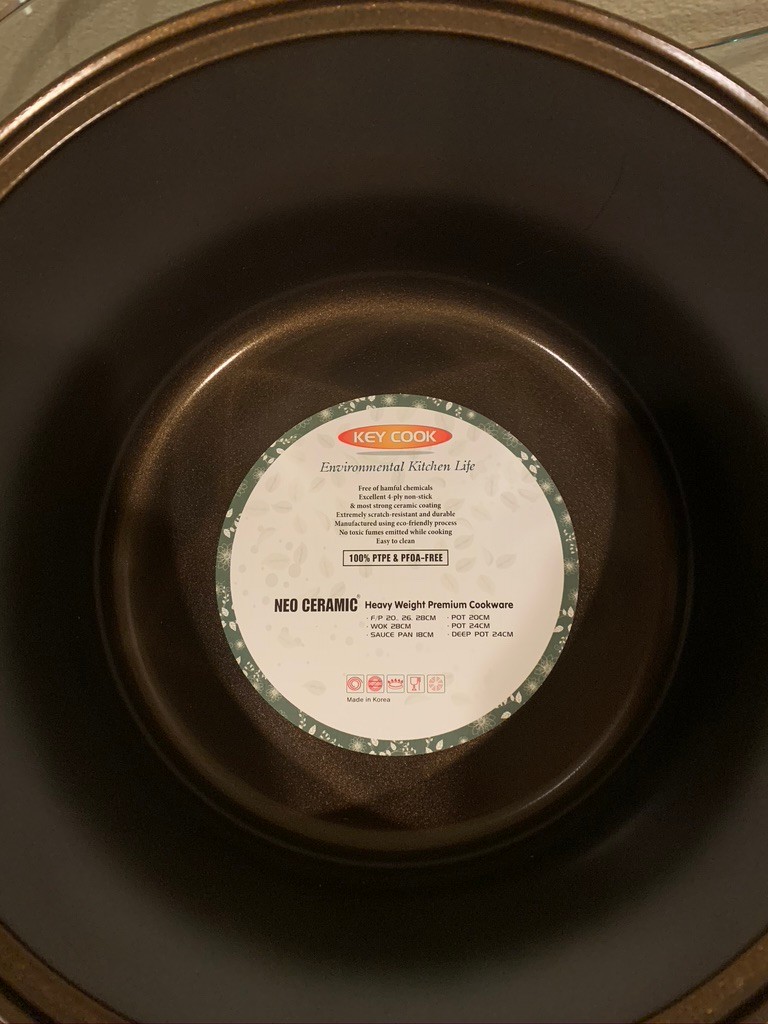 KEY COOK
Environmental Kitchen Life
Free of hamful chemicals
Excellent 4-ply non-stick
& most strong ceramic coating
Extremely scratch-resistant and durable
Manufactured using eco-friendly process
No toxic fumes emitted while cooking
Easy to clean
100% PTPE & PFOA-FREE
NEO CERAMIC® Heavy Weight Premium Cookware
· F/P 20. 26. 28CM · POT 20CM
· WOK 28CM · POT 24CM
· SAUCE PAN 18CM · DEEP POT 24CM
Made in Korea